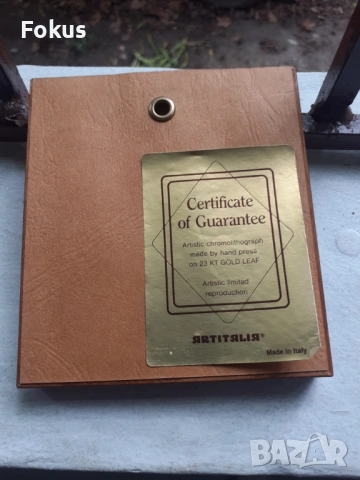 Fokus
Certificate
of Guarantee
Artistic chromolithograph
made by hand press
on 23 KT GOLD LEAF
Artistic limited
reproduction
ARTITALIA®
Made in Italy
bazar